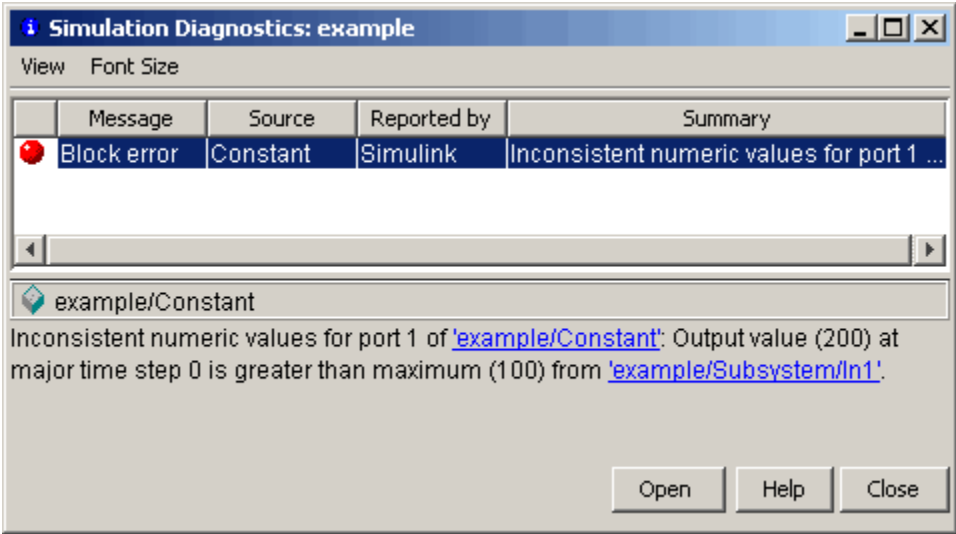 Simulation Diagnostics: example
View Font Size
Message Source Reported by Summary
Block error Constant Simulink Inconsistent numeric values for port 1 ...
example/Constant
Inconsistent numeric values for port 1 of 'example/Constant': Output value (200) at
major time step 0 is greater than maximum (100) from 'example/Subsystem/In1'.
Open Help Close